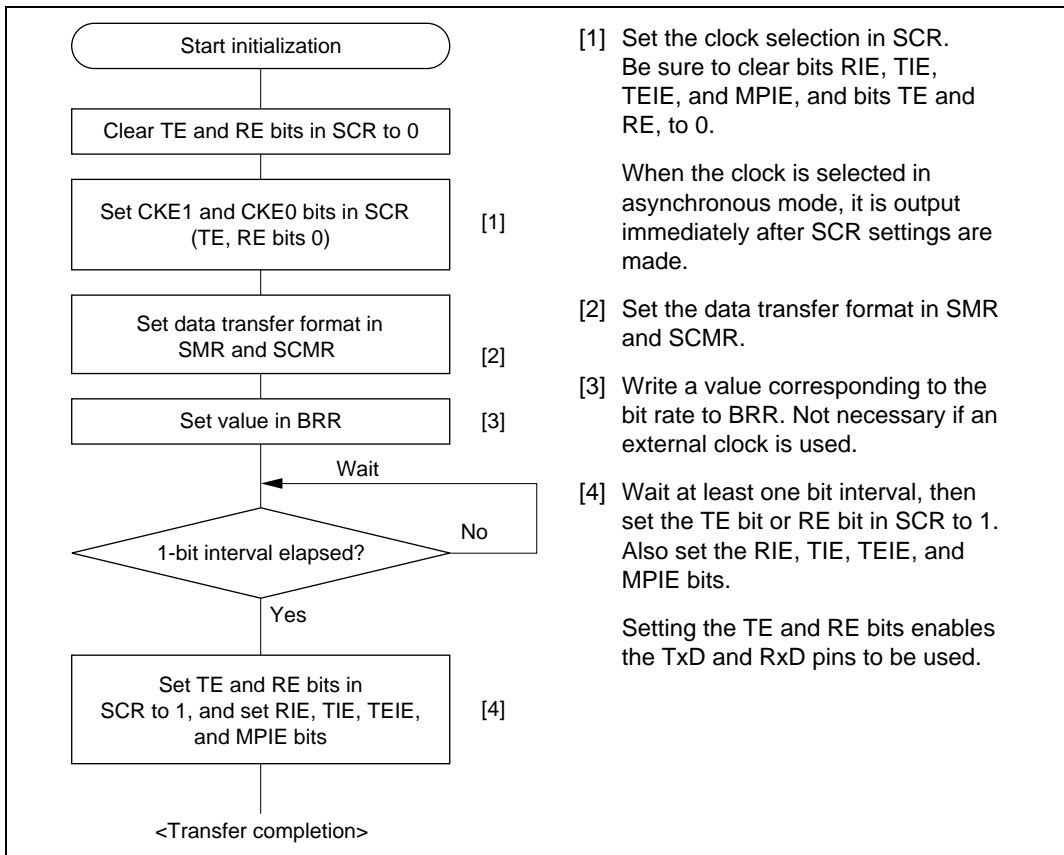 Start initialization
Clear TE and RE bits in SCR to 0
Set CKE1 and CKE0 bits in SCR
(TE, RE bits 0)
[1]
Set data transfer format in
SMR and SCMR
[2]
Set value in BRR
[3]
Wait
1-bit interval elapsed?
No
Yes
Set TE and RE bits in
SCR to 1, and set RIE, TIE, TEIE,
and MPIE bits
[4]
<Transfer completion>
[1] Set the clock selection in SCR.
Be sure to clear bits RIE, TIE,
TEIE, and MPIE, and bits TE and
RE, to 0.
When the clock is selected in
asynchronous mode, it is output
immediately after SCR settings are
made.
[2] Set the data transfer format in SMR
and SCMR.
[3] Write a value corresponding to the
bit rate to BRR. Not necessary if an
external clock is used.
[4] Wait at least one bit interval, then
set the TE bit or RE bit in SCR to 1.
Also set the RIE, TIE, TEIE, and
MPIE bits.
Setting the TE and RE bits enables
the TxD and RxD pins to be used.